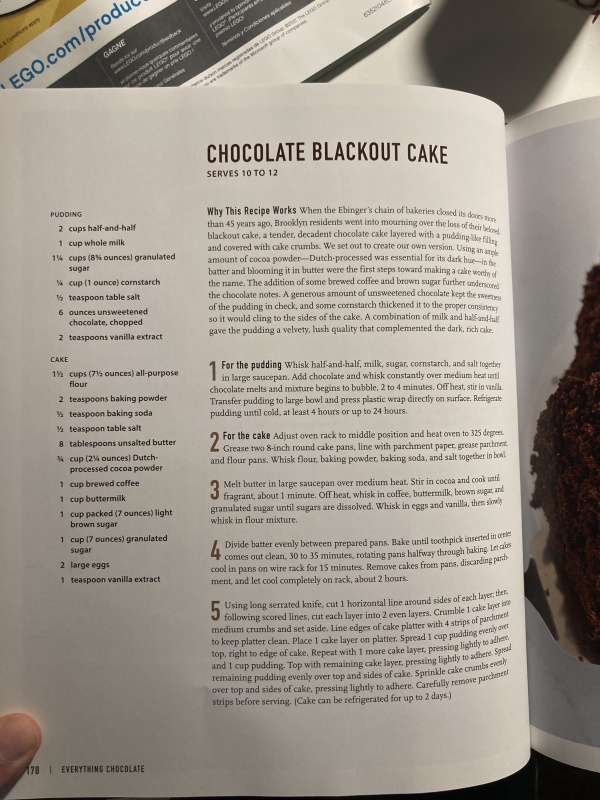 LEGO.com/produc
GAGNE
6352104/
CHOCOLATE BLACKOUT CAKE
SERVES 10 TO 12
PUDDING
2 cups half-and-half
1 cup whole milk
1¼ cups (8¾ ounces) granulated
sugar
¼ cup (1 ounce) cornstarch
½ teaspoon table salt
6 ounces unsweetened
chocolate, chopped
2 teaspoons vanilla extract
CAKE
1½ cups (7½ ounces) all-purpose
flour
2 teaspoons baking powder
½ teaspoon baking soda
½ teaspoon table salt
8 tablespoons unsalted butter
¾ cup (2¼ ounces) Dutch-
processed cocoa powder
1 cup brewed coffee
1 cup buttermilk
1 cup packed (7 ounces) light
brown sugar
1 cup (7 ounces) granulated
sugar
2 large eggs
1 teaspoon vanilla extract
Why This Recipe Works When the Ebinger's chain of bakeries closed its doors more
than 45 years ago, Brooklyn residents went into mourning over the loss of their beloved
blackout cake, a tender, decadent chocolate cake layered with a pudding-like filling
and covered with cake crumbs. We set out to create our own version. Using an ample
amount of cocoa powder—Dutch-processed was essential for its dark hue—in the
batter and blooming it in butter were the first steps toward making a cake worthy of
the name. The addition of some brewed coffee and brown sugar further underscored
the chocolate notes. A generous amount of unsweetened chocolate kept the sweetness
of the pudding in check, and some cornstarch thickened it to the proper consistency
so it would cling to the sides of the cake. A combination of milk and half-and-half
gave the pudding a velvety, lush quality that complemented the dark, rich cake.
1 For the pudding Whisk half-and-half, milk, sugar, cornstarch, and salt together
in large saucepan. Add chocolate and whisk constantly over medium heat until
chocolate melts and mixture begins to bubble, 2 to 4 minutes. Off heat, stir in vanilla.
Transfer pudding to large bowl and press plastic wrap directly on surface. Refrigerate
pudding until cold, at least 4 hours or up to 24 hours.
2 For the cake Adjust oven rack to middle position and heat oven to 325 degrees.
Grease two 8-inch round cake pans, line with parchment paper, grease parchment,
and flour pans. Whisk flour, baking powder, baking soda, and salt together in bowl.
3 Melt butter in large saucepan over medium heat. Stir in cocoa and cook until
fragrant, about 1 minute. Off heat, whisk in coffee, buttermilk, brown sugar, and
granulated sugar until sugars are dissolved. Whisk in eggs and vanilla, then slowly
whisk in flour mixture.
4 Divide batter evenly between prepared pans. Bake until toothpick inserted in center
comes out clean, 30 to 35 minutes, rotating pans halfway through baking. Let cakes
cool in pans on wire rack for 15 minutes. Remove cakes from pans, discarding parch-
ment, and let cool completely on rack, about 2 hours.
5 Using long serrated knife, cut 1 horizontal line around sides of each layer; then,
following scored lines, cut each layer into 2 even layers. Crumble 1 cake layer into
medium crumbs and set aside. Line edges of cake platter with 4 strips of parchment
to keep platter clean. Place 1 cake layer on platter. Spread 1 cup pudding evenly over
top, right to edge of cake. Repeat with 1 more cake layer, pressing lightly to adhere,
and 1 cup pudding. Top with remaining cake layer, pressing lightly to adhere. Spread
remaining pudding evenly over top and sides of cake. Sprinkle cake crumbs evenly
over top and sides of cake, pressing lightly to adhere. Carefully remove parchment
strips before serving. (Cake can be refrigerated for up to 2 days.)
178 | EVERYTHING CHOCOLATE